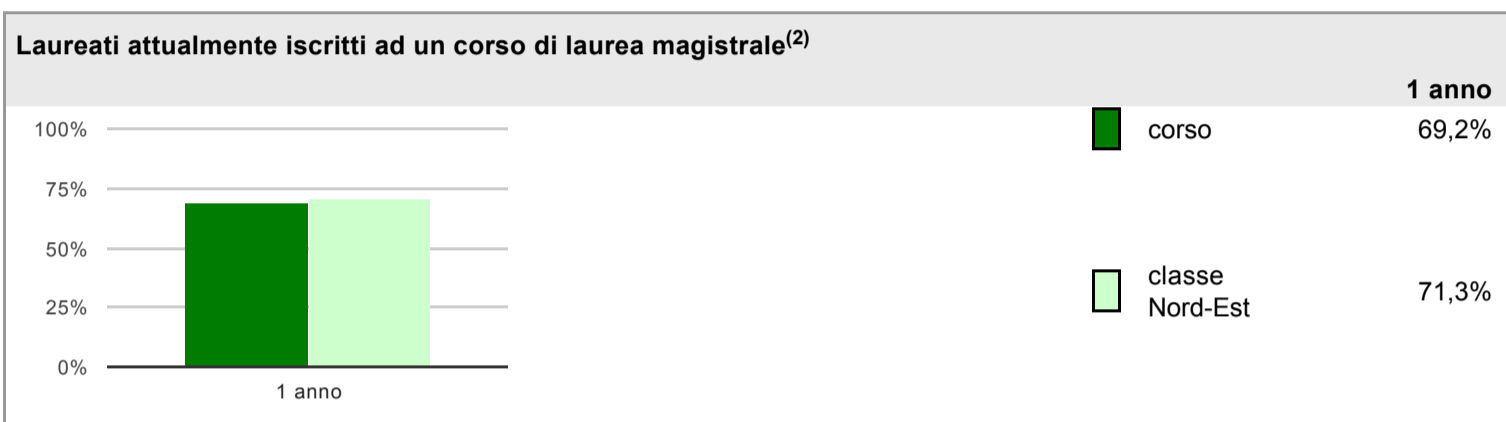 Laureati attualmente iscritti ad un corso di laurea magistrale(2)
1 anno
100%
75%
50%
25%
0%
1 anno
corso 69,2%
classe
Nord-Est 71,3%